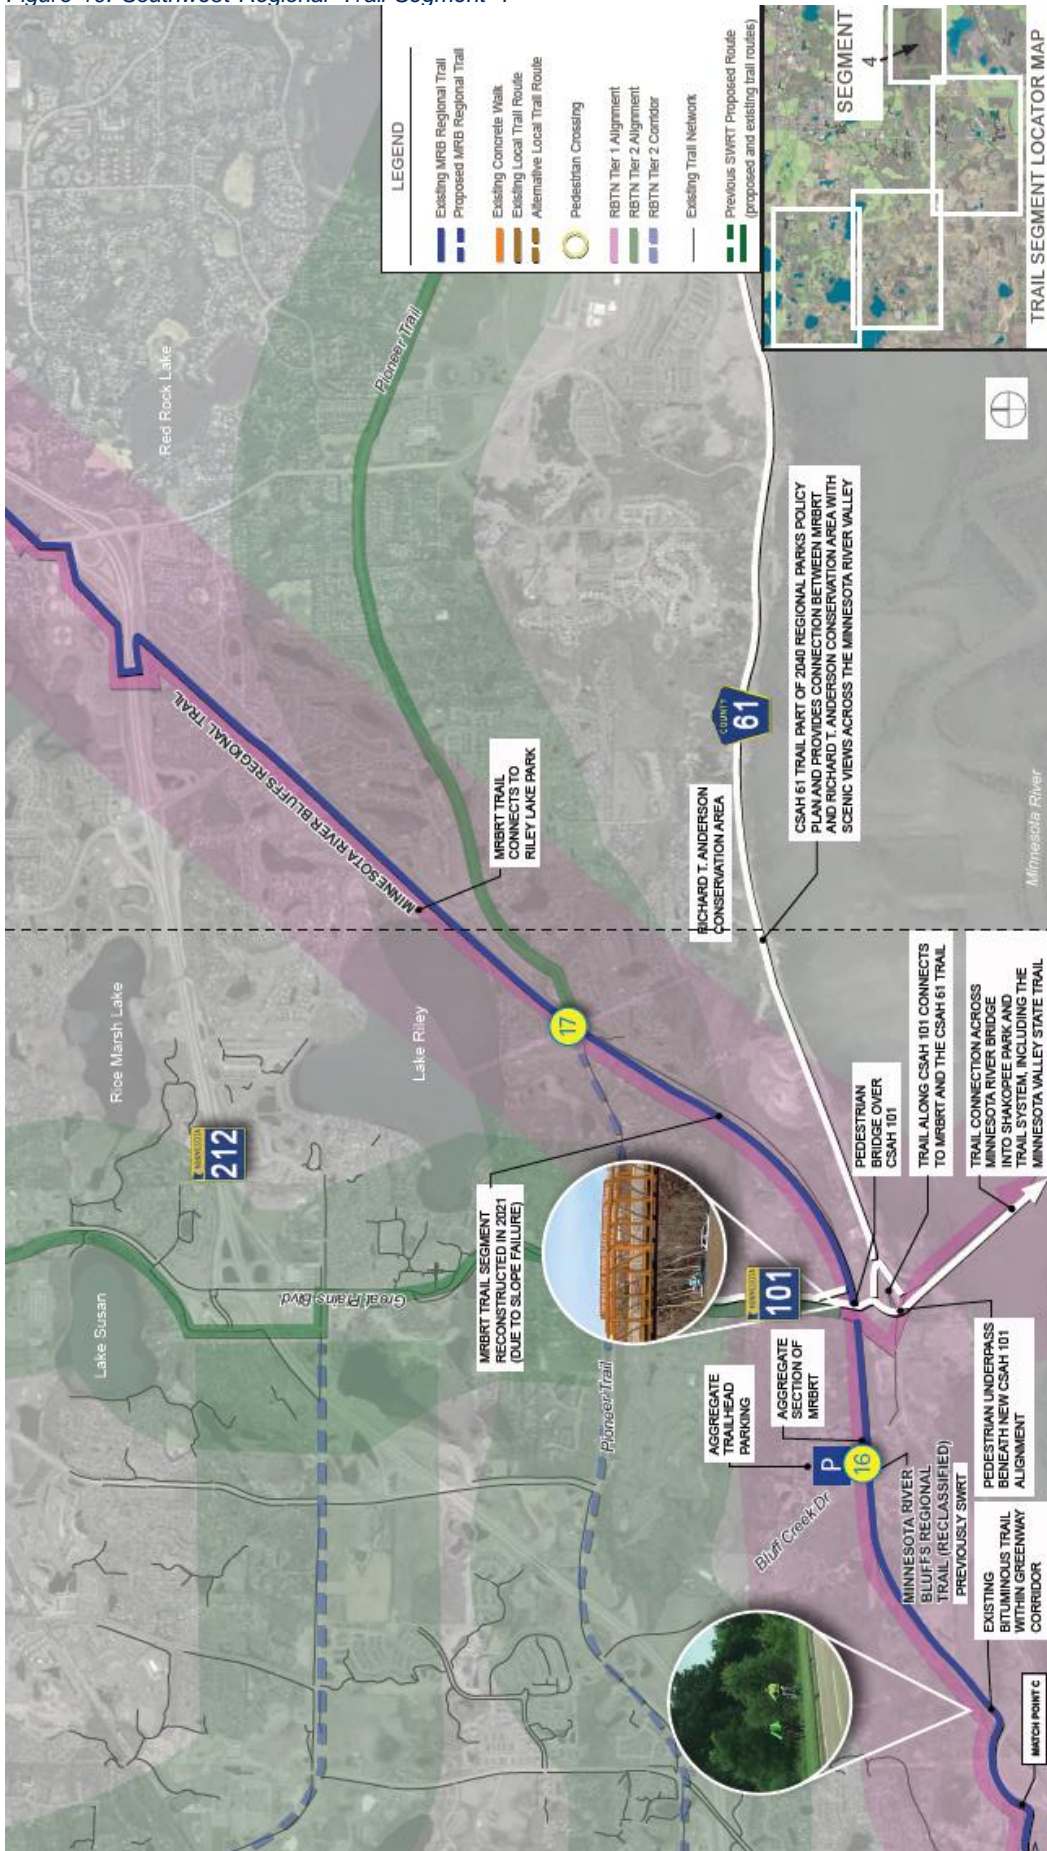 Figure 10: Southwest Regional Trail Segment 4
LEGEND
Existing MRB Regional Trail
Proposed MRB Regional Trail
Existing Concrete Walk
Existing Local Trail Route
Alternative Local Trail Route
Pedestrian Crossing
RBTN Tier 1 Alignment
RBTN Tier 2 Alignment
RBTN Tier 2 Corridor
Existing Trail Network
Previous SWRT Proposed Route
(proposed and existing trail routes)
SEGMENT
4
TRAIL SEGMENT LOCATOR MAP
Red Rock Lake
Pioneer Trail
MINNESOTA RIVER BLUFFS REGIONAL TRAIL
MRBRT TRAIL
CONNECTS TO
RILEY LAKE PARK
COUNTY
61
RICHARD T. ANDERSON
CONSERVATION AREA
CSAH 61 TRAIL PART OF 2040 REGIONAL PARKS POLICY
PLAN AND PROVIDES CONNECTION BETWEEN MRBRT
AND RICHARD T. ANDERSON CONSERVATION AREA WITH
SCENIC VIEWS ACROSS THE MINNESOTA RIVER VALLEY
Minnesota River
Rice Marsh Lake
Lake Riley
17
MINNESOTA
212
Lake Susan
Great Plains Blvd.
MRBRT TRAIL SEGMENT
RECONSTRUCTED IN 2021
(DUE TO SLOPE FAILURE)
Pioneer Trail
MINNESOTA
101
PEDESTRIAN
BRIDGE OVER
CSAH 101
TRAIL ALONG CSAH 101 CONNECTS
TO MRBRT AND THE CSAH 61 TRAIL
TRAIL CONNECTION ACROSS
MINNESOTA RIVER BRIDGE
INTO SHAKOPEE PARK AND
TRAIL SYSTEM, INCLUDING THE
MINNESOTA VALLEY STATE TRAIL
AGGREGATE
TRAILHEAD
PARKING
AGGREGATE
SECTION OF
MRBRT
P
16
Bluff Creek Dr
MINNESOTA RIVER
BLUFFS REGIONAL
TRAIL (RECLASSIFIED)
PREVIOUSLY SWRT
PEDESTRIAN UNDERPASS
BENEATH NEW CSAH 101
ALIGNMENT
EXISTING
BITUMINOUS TRAIL
WITHIN GREENWAY
CORRIDOR
MATCH POINT C